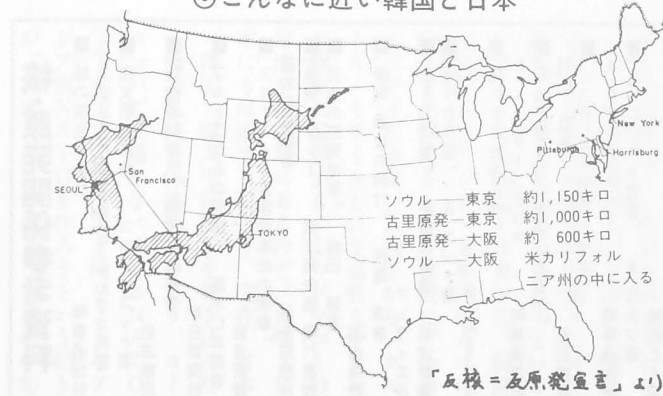 こんなに近い韓国と日本
New York
Pittsburgh
Harrisburg
San
Francisco
SEOUL
TOKYO
ソウル——東京 約1,150キロ
古里原発—東京 約1,000キロ
古里原発—大阪 約 600キロ
ソウル——大阪 米カリフォル
ニア州の中に入る
「反核=反原発宣言」より